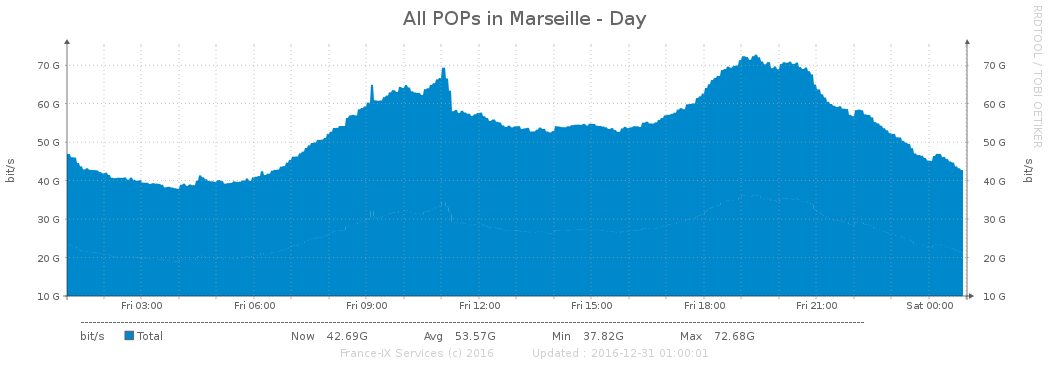 All POPs in Marseille - Day
RRDTOOL / TOBI OETIKER
70 G 70 G
60 G 60 G
50 G 50 G
40 G 40 G
30 G 30 G
20 G 20 G
10 G 10 G
bit/s bit/s
Fri 03:00 Fri 06:00 Fri 09:00 Fri 12:00 Fri 15:00 Fri 18:00 Fri 21:00 Sat 00:00
bit/s Total Now 42.69G Avg 53.57G Min 37.82G Max 72.68G
France-IX Services (c) 2016 Updated : 2016-12-31 01:00:01